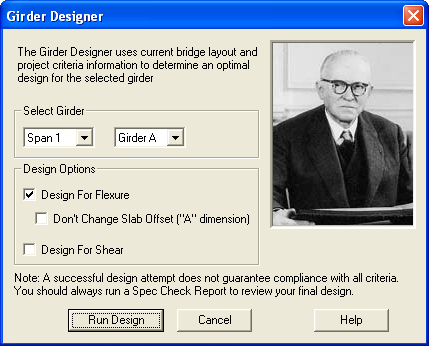 Girder Designer
The Girder Designer uses current bridge layout and
project criteria information to determine an optimal
design for the selected girder
Select Girder
Span 1
Girder A
Design Options
Design For Flexure
Don't Change Slab Offset ("A" dimension)
Design For Shear
Note: A successful design attempt does not guarantee compliance with all criteria.
You should always run a Spec Check Report to review your final design.
Run Design
Cancel
Help